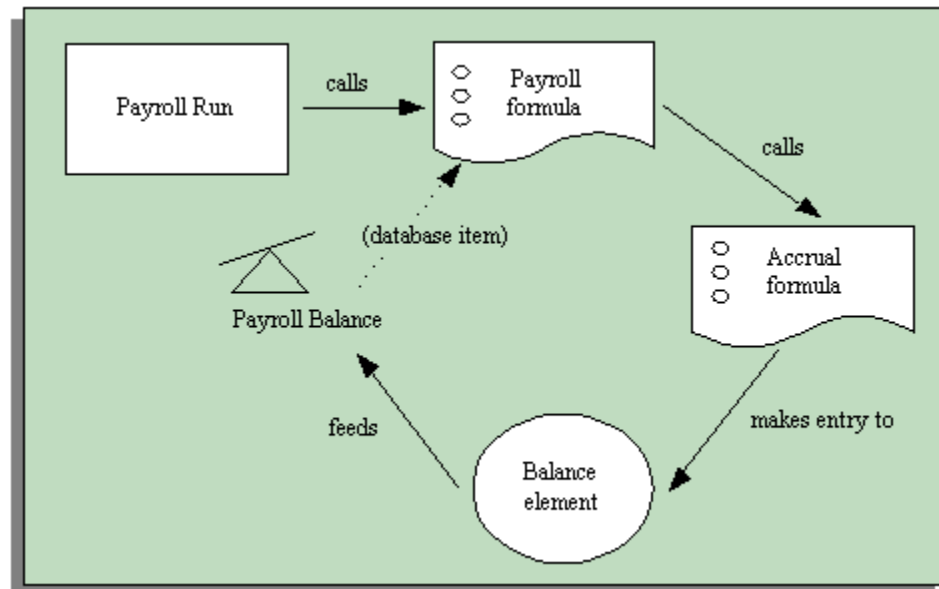 Payroll Run
calls
Payroll
formula
calls
(database item)
Accrual
formula
Payroll Balance
feeds
makes entry to
Balance
element